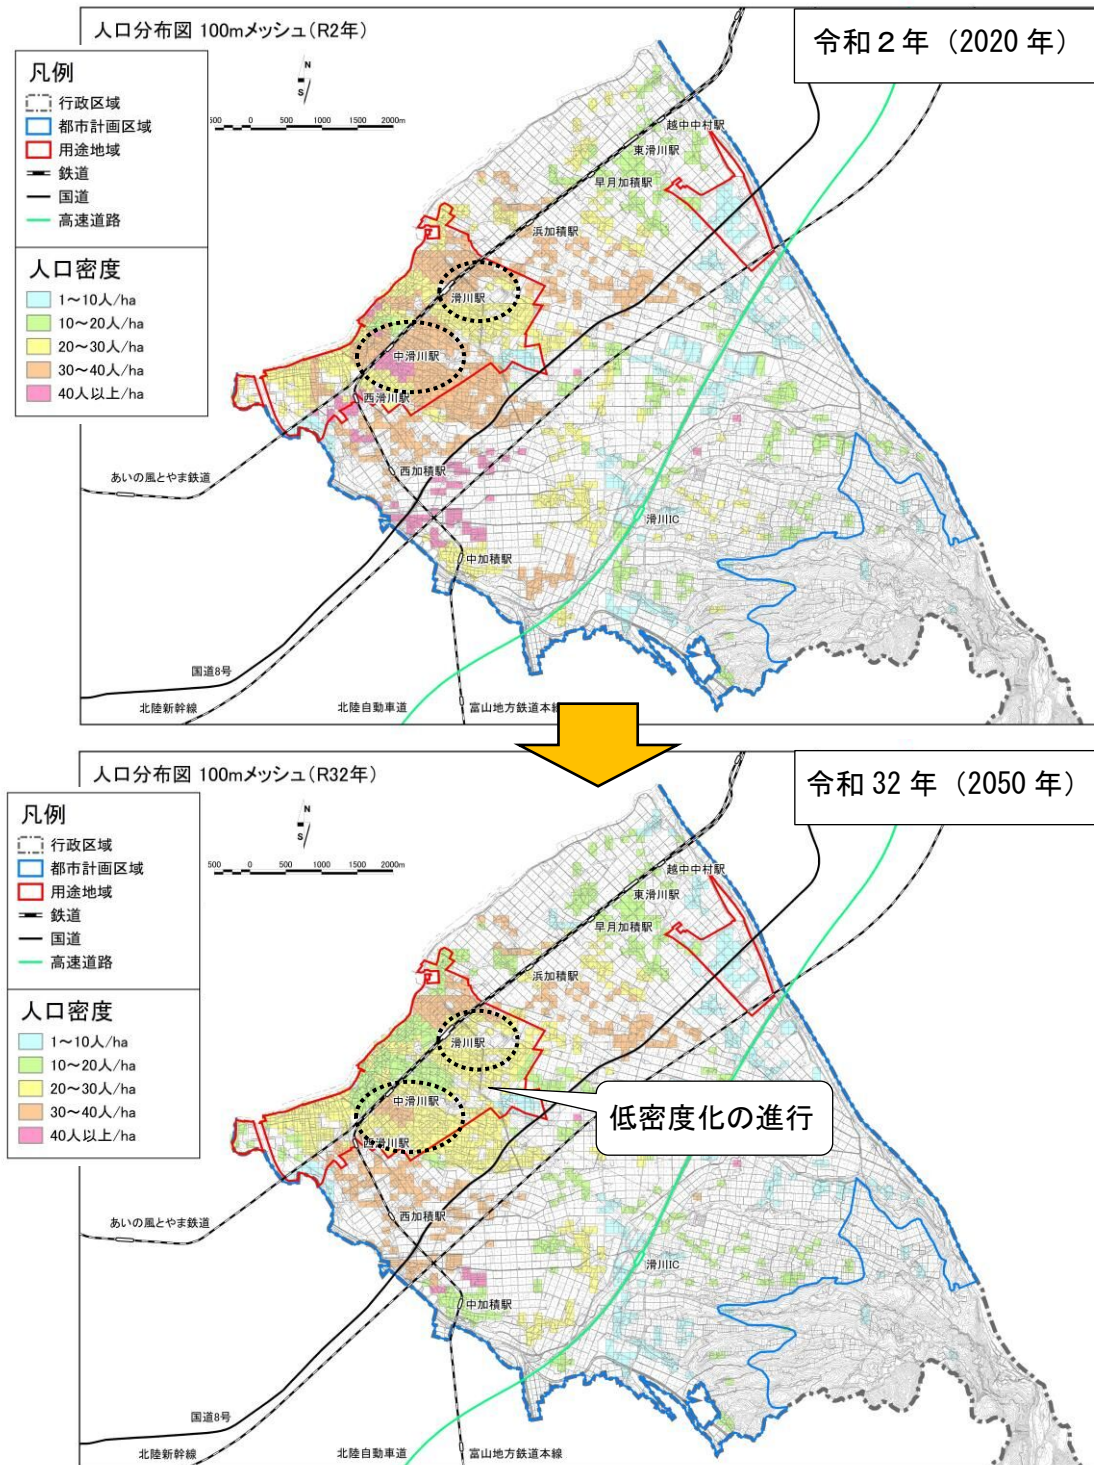 人口分布図 100mメッシュ(R2年)
令和２年（2020 年）
凡例
行政区域
都市計画区域
用途地域
鉄道
国道
高速道路
人口密度
1～10人/ha
10～20人/ha
20～30人/ha
30～40人/ha
40人以上/ha
N
S
500 0 500 1000 1500 2000m
越中中村駅
東滑川駅
早月加積駅
浜加積駅
滑川駅
中滑川駅
西滑川駅
西加積駅
あいの風とやま鉄道
滑川IC
中加積駅
国道8号
北陸新幹線
北陸自動車道
富山地方鉄道本線
人口分布図 100mメッシュ(R32年)
令和 32 年（2050 年）
凡例
行政区域
都市計画区域
用途地域
鉄道
国道
高速道路
人口密度
1～10人/ha
10～20人/ha
20～30人/ha
30～40人/ha
40人以上/ha
N
S
500 0 500 1000 1500 2000m
越中中村駅
東滑川駅
早月加積駅
浜加積駅
滑川駅
中滑川駅
低密度化の進行
西滑川駅
西加積駅
あいの風とやま鉄道
滑川IC
中加積駅
国道8号
北陸新幹線
北陸自動車道
富山地方鉄道本線